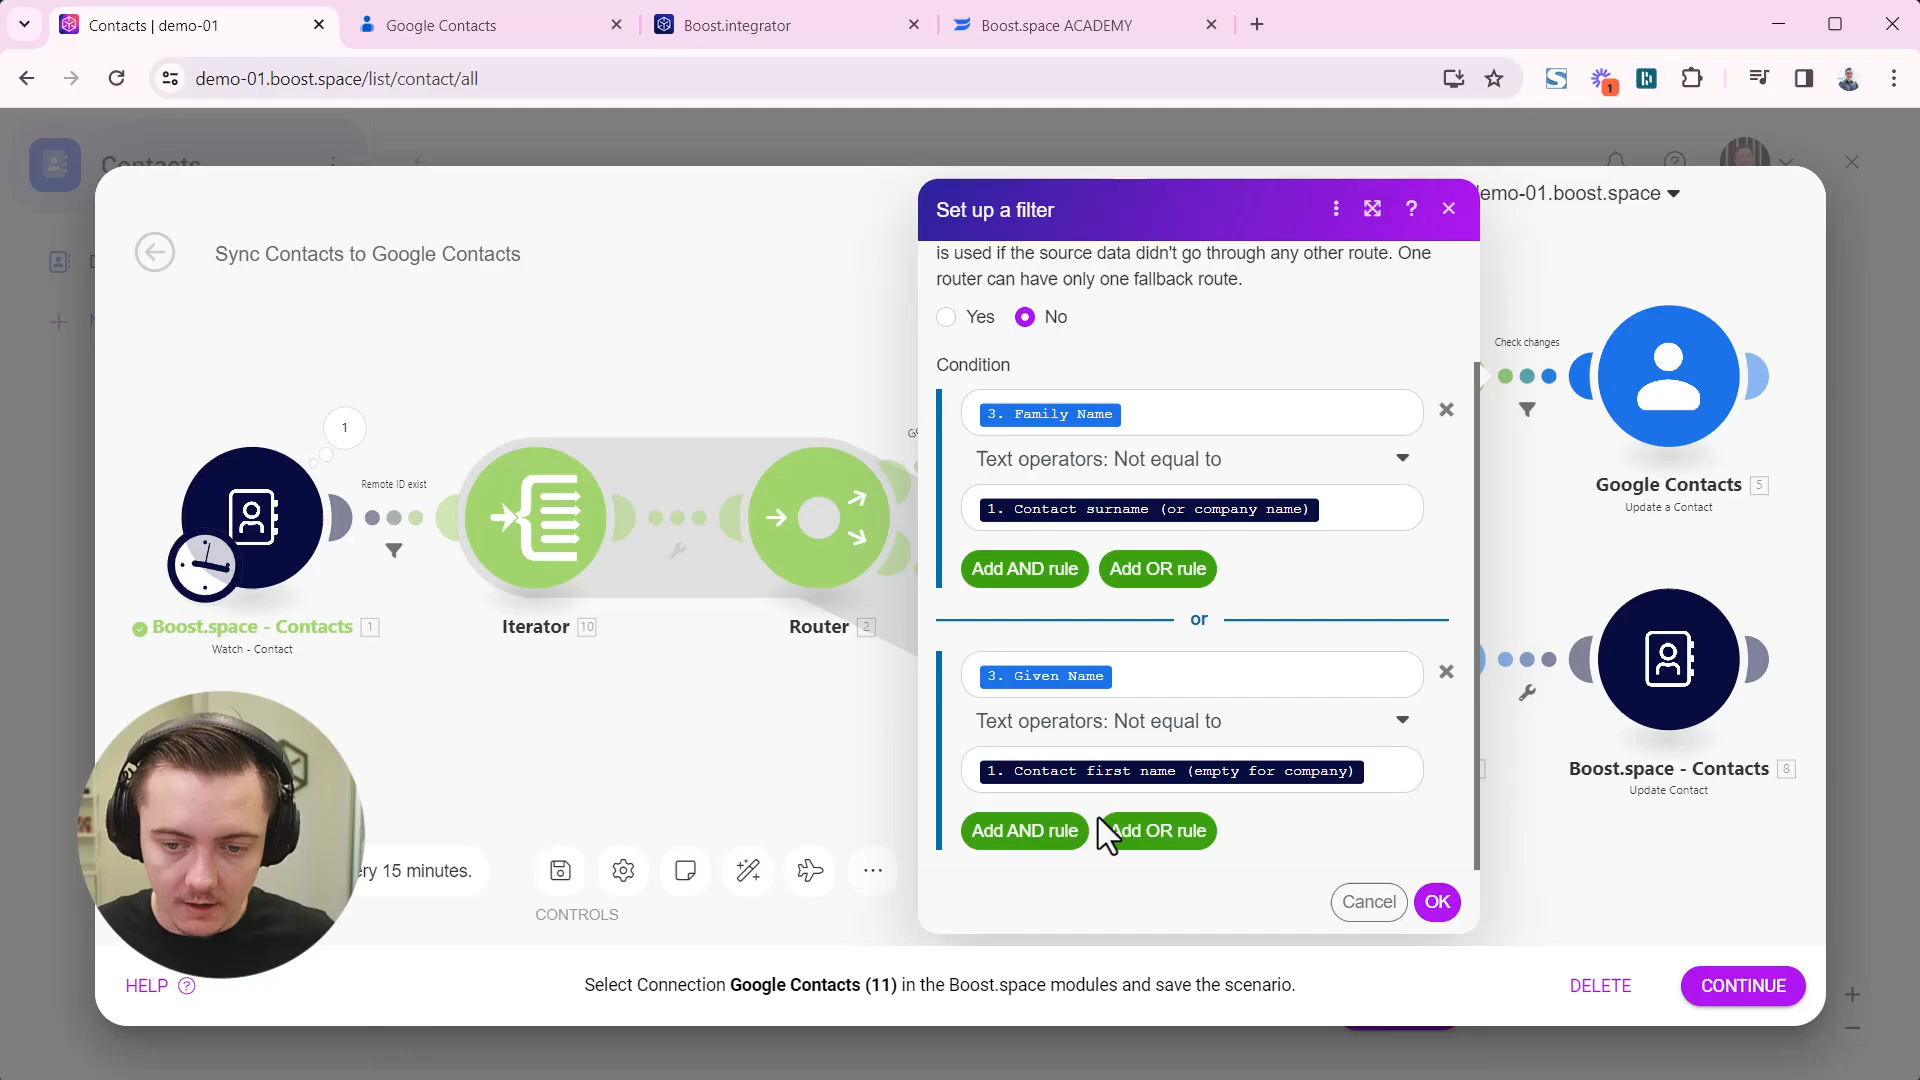 Contacts | demo-01
Google Contacts
Boost.integrator
Boost.space ACADEMY
demo-01.boost.space/list/contact/all
1
Contacts
demo-01.boost.space
Sync Contacts to Google Contacts
Set up a filter
is used if the source data didn't go through any other route. One
router can have only one fallback route.
Yes
No
Condition
3. Family Name
Text operators: Not equal to
1. Contact surname (or company name)
Add AND rule
Add OR rule
or
3. Given Name
Text operators: Not equal to
1. Contact first name (empty for company)
Add AND rule
Add OR rule
Cancel
OK
1
Remote ID exist
Boost.space - Contacts 1
Watch - Contact
Iterator 10
Router 2
Check changes
Google Contacts 5
Update a Contact
Boost.space - Contacts 8
Update Contact
ry 15 minutes.
CONTROLS
HELP
Select Connection Google Contacts (11) in the Boost.space modules and save the scenario.
DELETE
CONTINUE